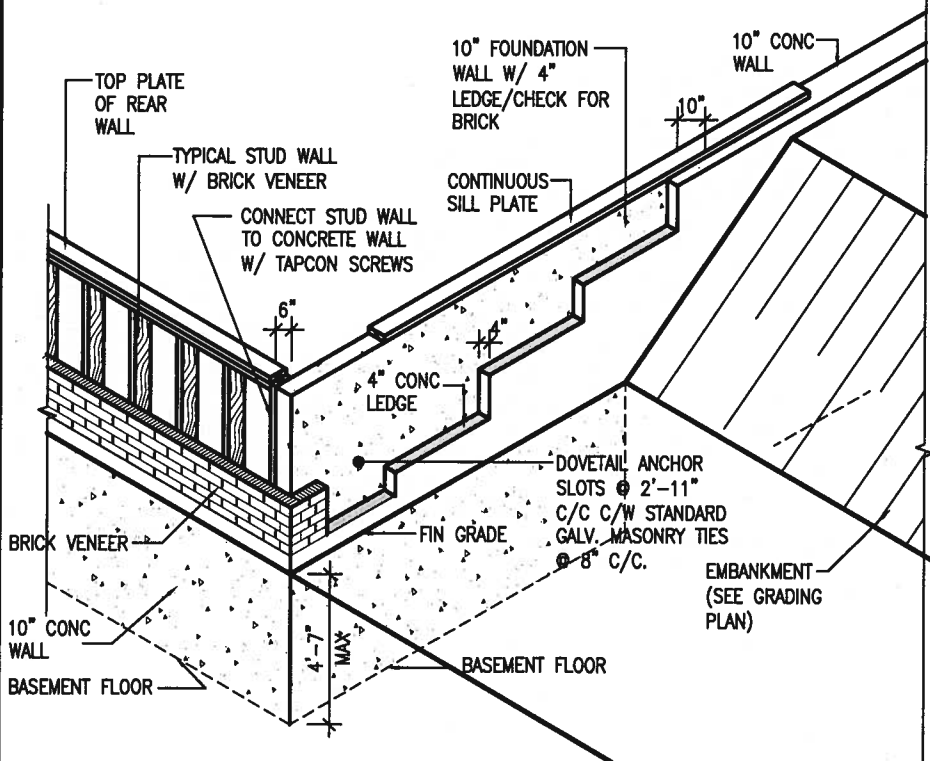 10" FOUNDATION
WALL W/ 4"
LEDGE/CHECK FOR
BRICK
10" CONC
WALL
TOP PLATE
OF REAR
WALL
10"
TYPICAL STUD WALL
W/ BRICK VENEER
CONTINUOUS
SILL PLATE
CONNECT STUD WALL
TO CONCRETE WALL
W/ TAPCON SCREWS
6"
4"
4" CONC
LEDGE
DOVETAIL ANCHOR
SLOTS @ 2'-11"
C/C C/W STANDARD
GALV. MASONRY TIES
@ 8" C/C.
FIN GRADE
BRICK VENEER
EMBANKMENT
(SEE GRADING
PLAN)
10" CONC
WALL
4'-7"
MAX
BASEMENT FLOOR
BASEMENT FLOOR